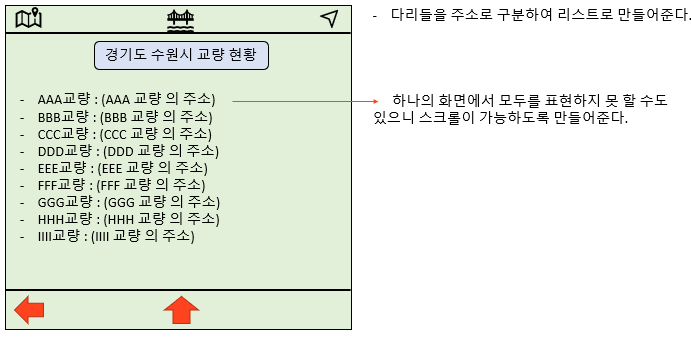 - 다리들을 주소로 구분하여 리스트로 만들어준다.
경기도 수원시 교량 현황
- AAA교량 : (AAA 교량 의 주소)
- BBB교량 : (BBB 교량 의 주소)
- CCC교량 : (CCC 교량 의 주소)
- DDD교량 : (DDD 교량 의 주소)
- EEE교량 : (EEE 교량 의 주소)
- FFF교량 : (FFF 교량 의 주소)
- GGG교량 : (GGG 교량 의 주소)
- HHH교량 : (HHH 교량 의 주소)
- IIII교량 : (IIII 교량 의 주소)
하나의 화면에서 모두를 표현하지 못 할 수도
있으니 스크롤이 가능하도록 만들어준다.